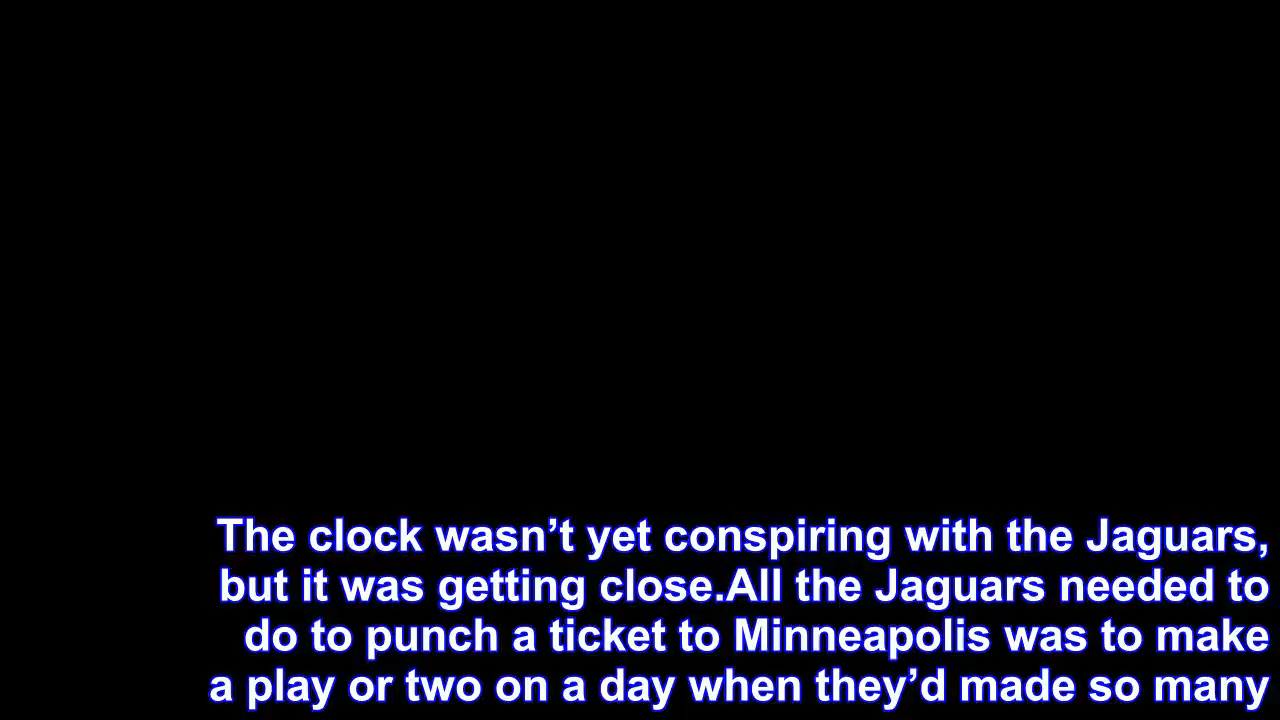 The clock wasn’t yet conspiring with the Jaguars,
but it was getting close.All the Jaguars needed to
do to punch a ticket to Minneapolis was to make
a play or two on a day when they’d made so many